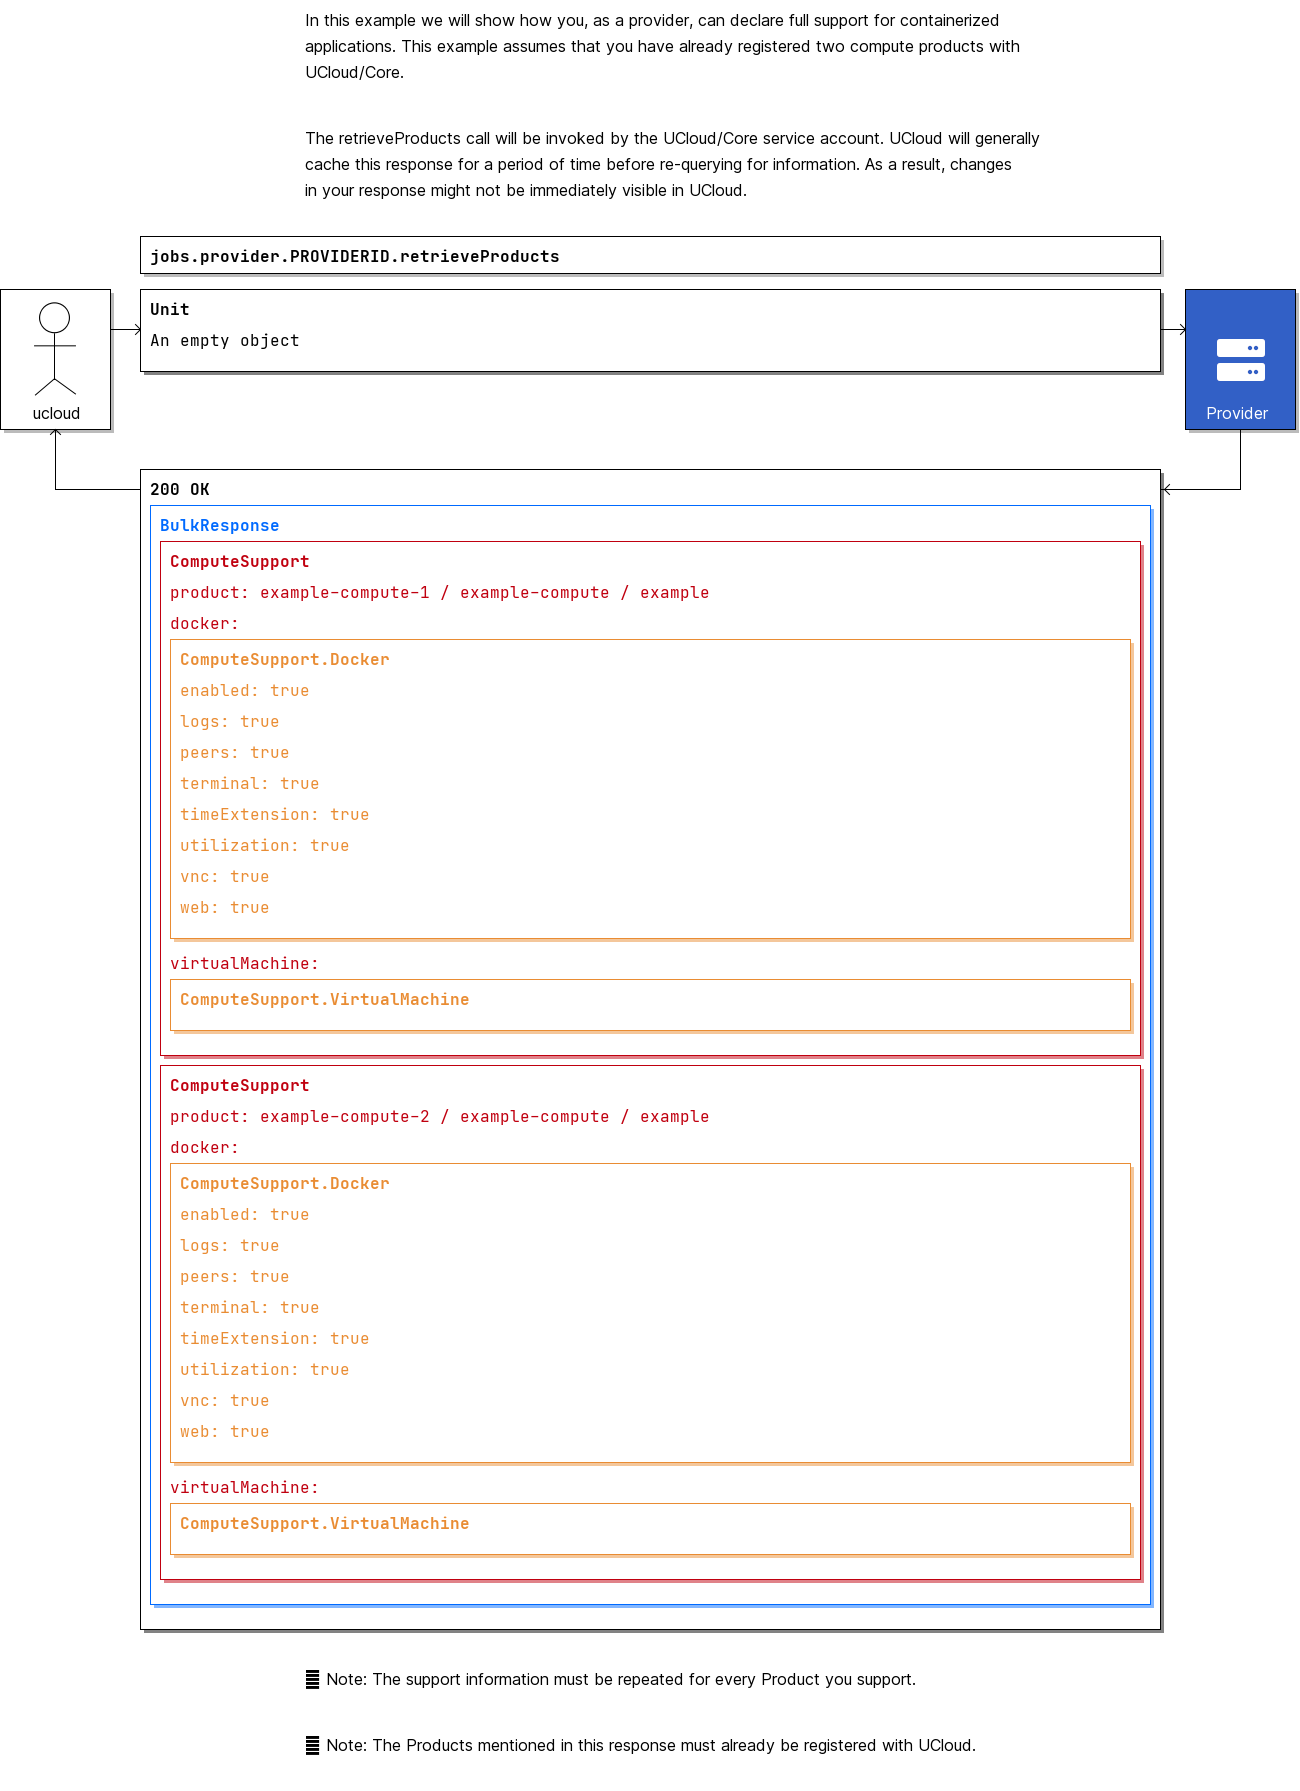 In this example we will show how you, as a provider, can declare full support for containerized
applications. This example assumes that you have already registered two compute products with
UCloud/Core.
The retrieveProducts call will be invoked by the UCloud/Core service account. UCloud will generally
cache this response for a period of time before re-querying for information. As a result, changes
in your response might not be immediately visible in UCloud.
jobs.provider.PROVIDERID.retrieveProducts
Unit
An empty object
ucloud
Provider
200 OK
BulkResponse
ComputeSupport
product: example-compute-1 / example-compute / example
docker:
ComputeSupport.Docker
enabled: true
logs: true
peers: true
terminal: true
timeExtension: true
utilization: true
vnc: true
web: true
virtualMachine:
ComputeSupport.VirtualMachine
ComputeSupport
product: example-compute-2 / example-compute / example
docker:
ComputeSupport.Docker
enabled: true
logs: true
peers: true
terminal: true
timeExtension: true
utilization: true
vnc: true
web: true
virtualMachine:
ComputeSupport.VirtualMachine
Note: The support information must be repeated for every Product you support.
Note: The Products mentioned in this response must already be registered with UCloud.